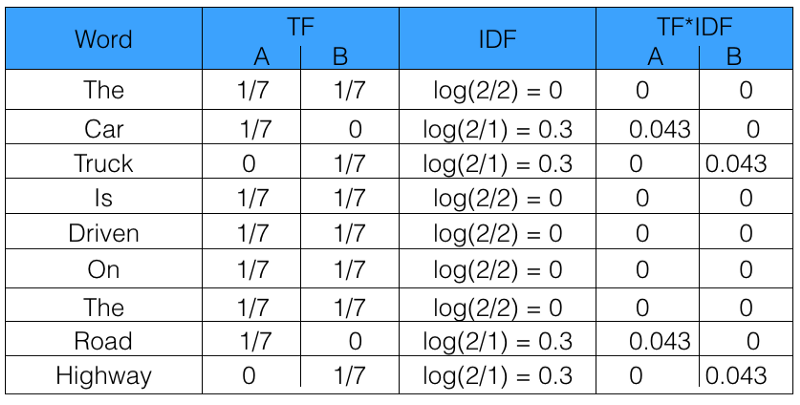 Word TF IDF TF*IDF
A B A B
The 1/7 1/7 log(2/2) = 0 0 0
Car 1/7 0 log(2/1) = 0.3 0.043 0
Truck 0 1/7 log(2/1) = 0.3 0 0.043
Is 1/7 1/7 log(2/2) = 0 0 0
Driven 1/7 1/7 log(2/2) = 0 0 0
On 1/7 1/7 log(2/2) = 0 0 0
The 1/7 1/7 log(2/2) = 0 0 0
Road 1/7 0 log(2/1) = 0.3 0.043 0
Highway 0 1/7 log(2/1) = 0.3 0 0.043